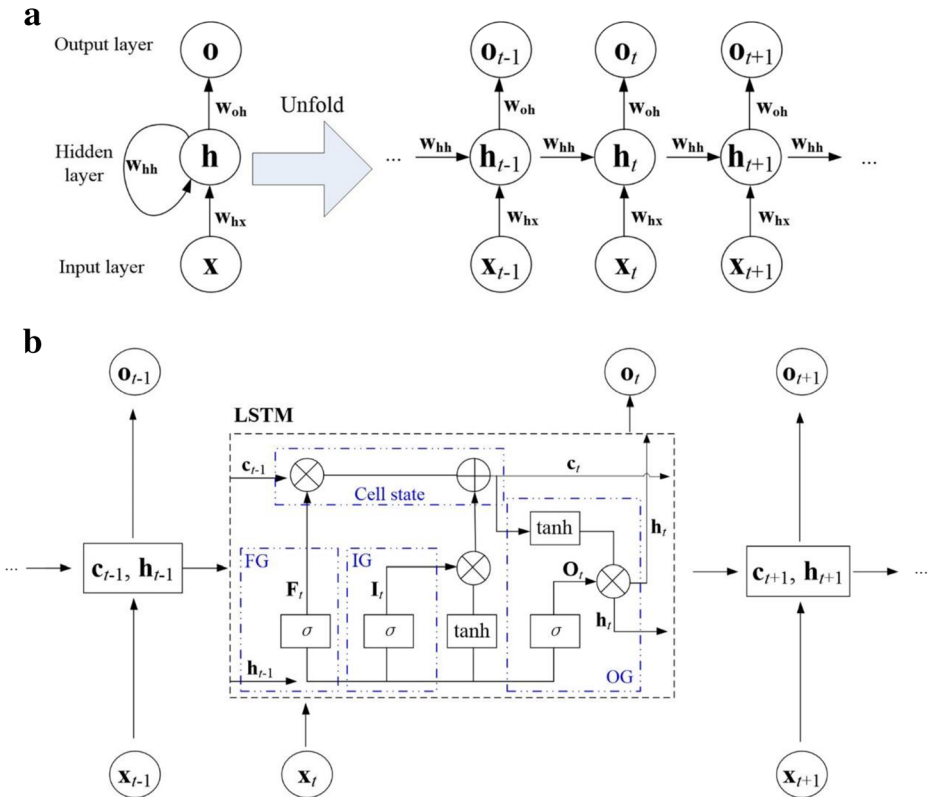 a
Output layer
o
w_oh
Hidden layer
w_hh
h
w_hx
Input layer
x
Unfold
o_t-1 o_t o_t+1
w_oh w_oh w_oh
... w_hh h_t-1 w_hh h_t w_hh h_t+1 w_hh ...
w_hx w_hx w_hx
x_t-1 x_t x_t+1
b
o_t-1 o_t o_t+1
LSTM
c_t-1 c_t
Cell state
tanh h_t
FG IG
... c_t-1, h_t-1 F_t I_t O_t c_t+1, h_t+1 ...
σ σ tanh σ h_t
h_t-1 OG
x_t-1 x_t x_t+1